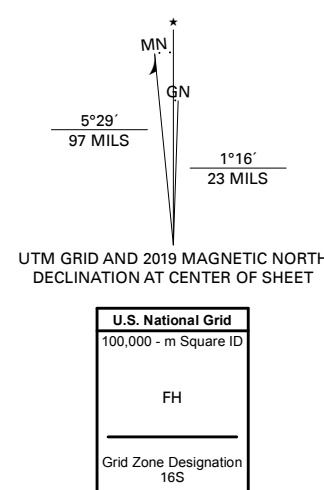 ★
MN
GN
5°29´
97 MILS
1°16´
23 MILS
UTM GRID AND 2019 MAGNETIC NORTH
DECLINATION AT CENTER OF SHEET
U.S. National Grid
100,000 - m Square ID
FH
Grid Zone Designation
16S